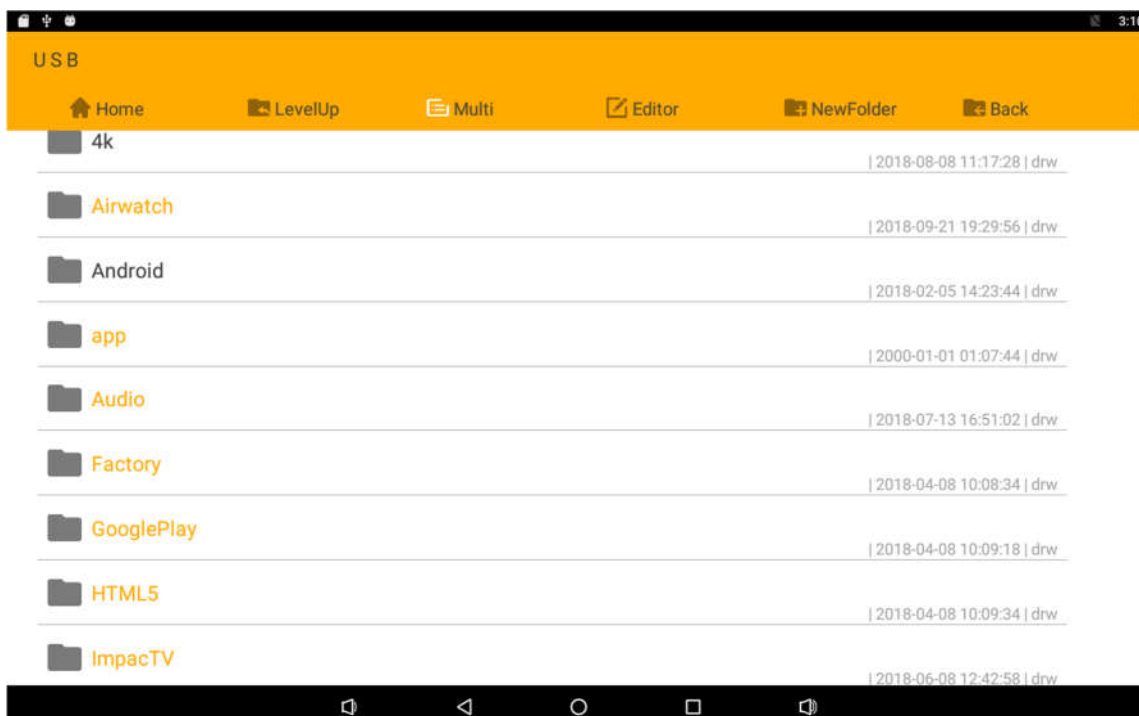 3:10
U S B
Home LevelUp Multi Editor NewFolder Back
4k
| 2018-08-08 11:17:28 | drw
Airwatch
| 2018-09-21 19:29:56 | drw
Android
| 2018-02-05 14:23:44 | drw
app
| 2000-01-01 01:07:44 | drw
Audio
| 2018-07-13 16:51:02 | drw
Factory
| 2018-04-08 10:08:34 | drw
GooglePlay
| 2018-04-08 10:09:18 | drw
HTML5
| 2018-04-08 10:09:34 | drw
ImpacTV
| 2018-06-08 12:42:58 | drw